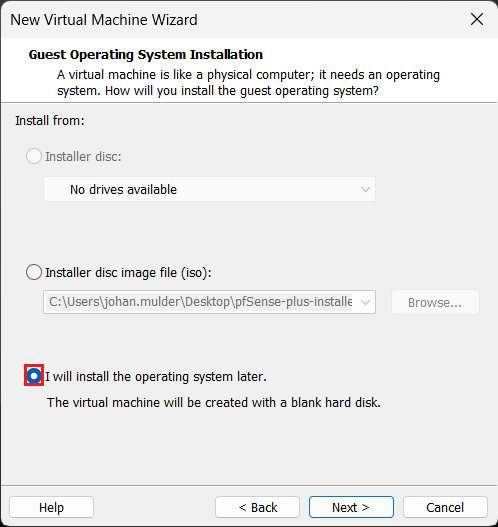 New Virtual Machine Wizard
Guest Operating System Installation
A virtual machine is like a physical computer; it needs an operating
system. How will you install the guest operating system?
Install from:
Installer disc:
No drives available
Installer disc image file (iso):
C:\Users\johan.mulder\Desktop\pfSense-plus-installe
Browse...
I will install the operating system later.
The virtual machine will be created with a blank hard disk.
Help
< Back
Next >
Cancel